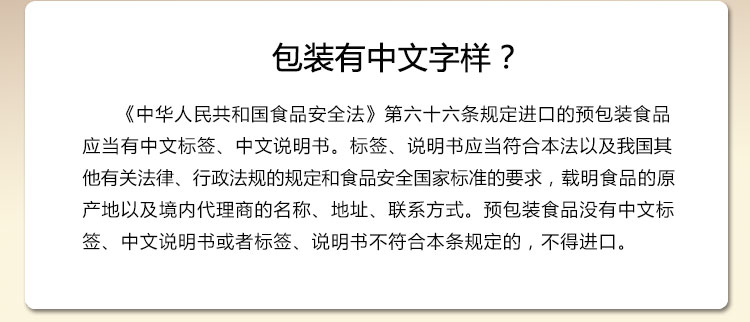 包装有中文字样？
《中华人民共和国食品安全法》第六十六条规定进口的预包装食品
应当有中文标签、中文说明书。标签、说明书应当符合本法以及我国其
他有关法律、行政法规的规定和食品安全国家标准的要求，载明食品的原
产地以及境内代理商的名称、地址、联系方式。预包装食品没有中文标
签、中文说明书或者标签、说明书不符合本条规定的，不得进口。